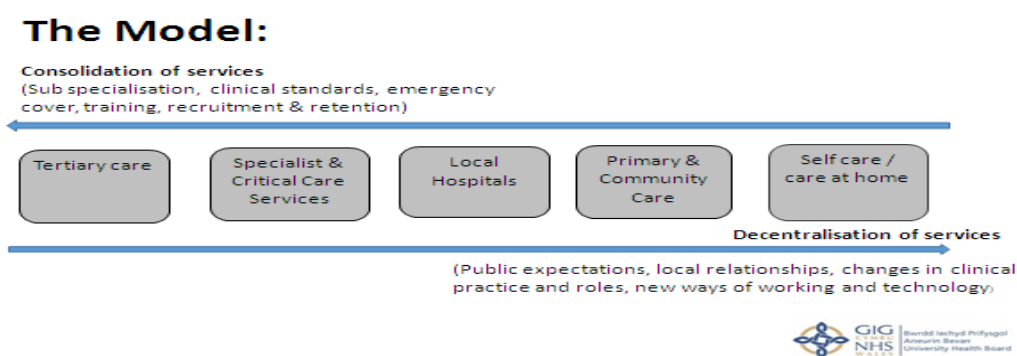 The Model:
Consolidation of services
(Sub specialisation, clinical standards, emergency
cover, training, recruitment & retention)
Tertiary care
Specialist &
Critical Care
Services
Local
Hospitals
Primary &
Community
Care
Self care /
care at home
Decentralisation of services
(Public expectations, local relationships, changes in clinical
practice and roles, new ways of working and technology)
GIG
CYMRU
NHS
WALES
Bwrdd Iechyd Prifysgol
Aneurin Bevan
University Health Board